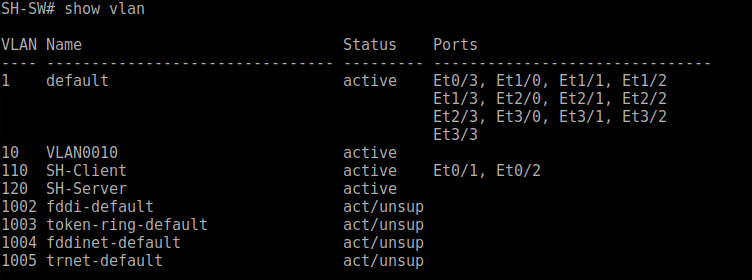 SH-SW# show vlan
VLAN Name                             Status    Ports
---- -------------------------------- --------- -------------------------------
1    default                          active    Et0/3, Et1/0, Et1/1, Et1/2
                                                Et1/3, Et2/0, Et2/1, Et2/2
                                                Et2/3, Et3/0, Et3/1, Et3/2
                                                Et3/3
10   VLAN0010                         active
110  SH-Client                        active    Et0/1, Et0/2
120  SH-Server                        active
1002 fddi-default                     act/unsup
1003 token-ring-default               act/unsup
1004 fddinet-default                  act/unsup
1005 trnet-default                    act/unsup